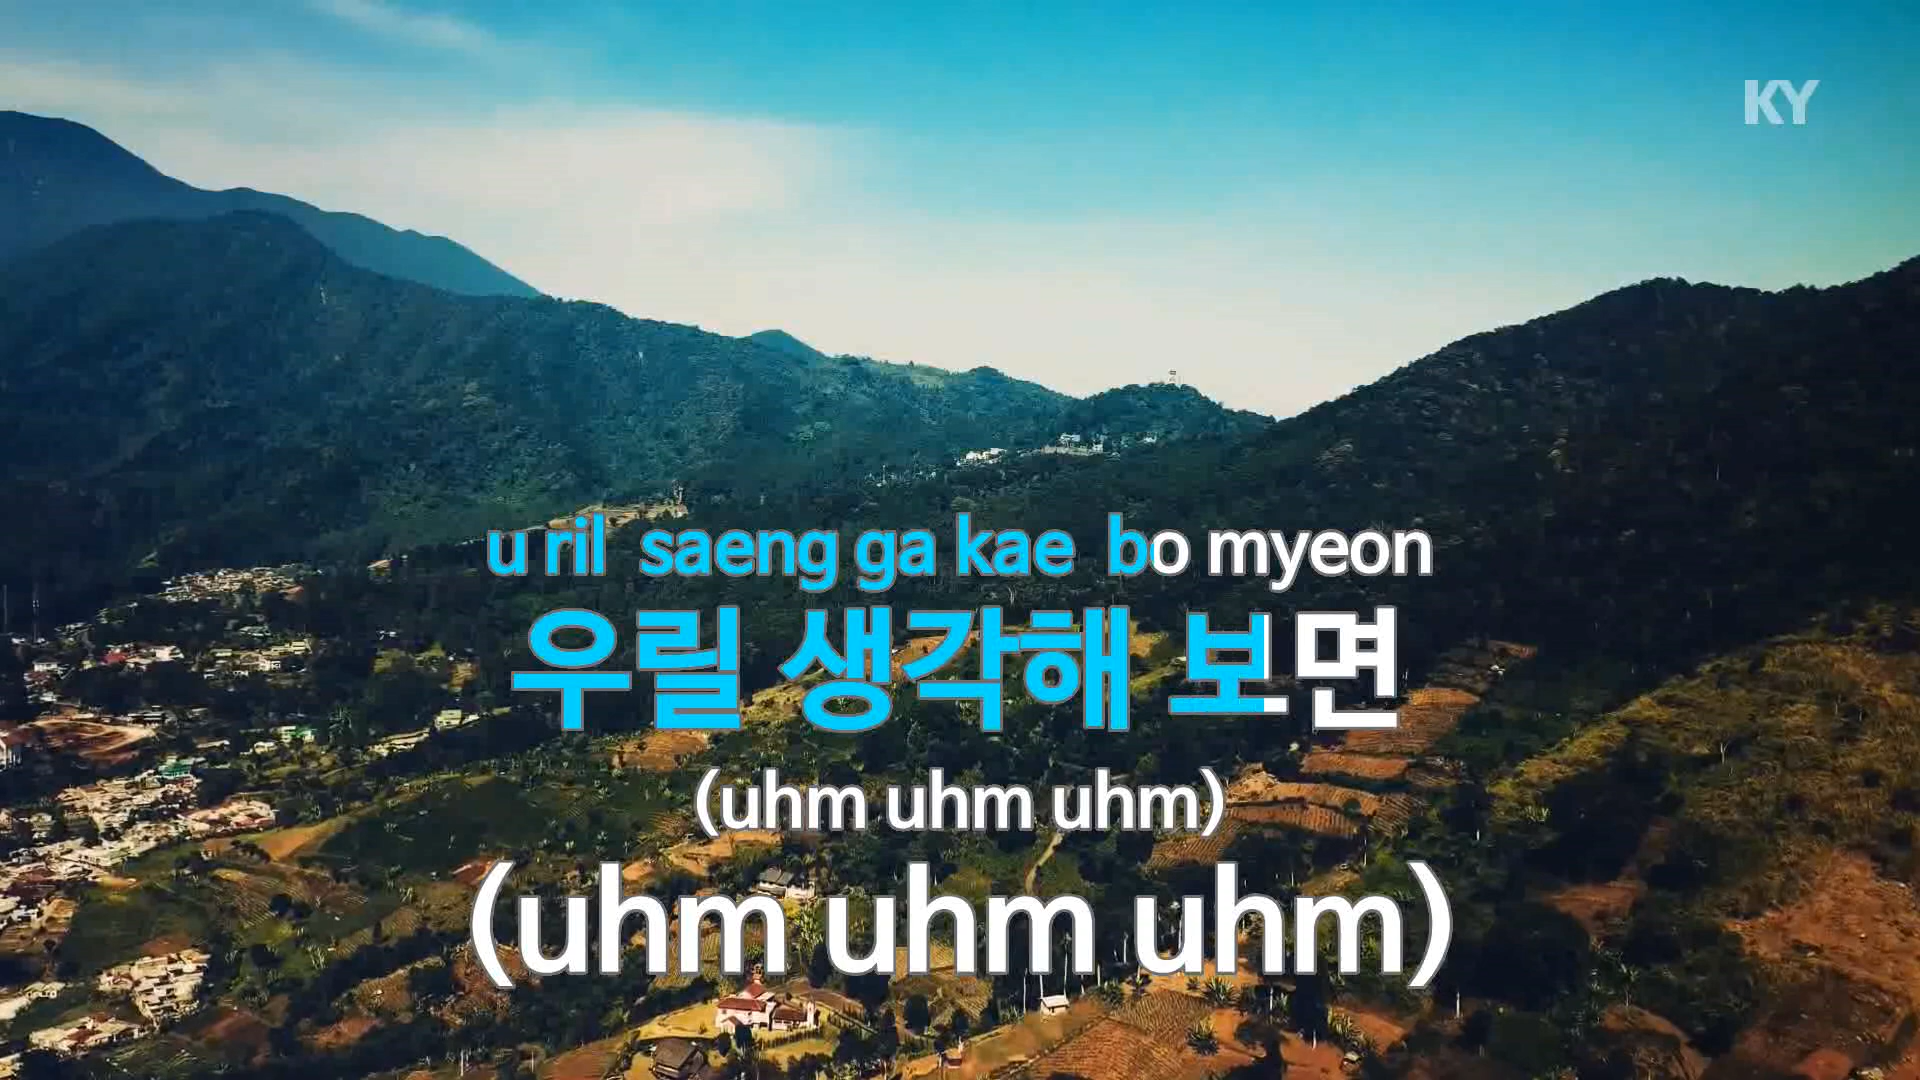 KY
u ril saeng ga kae bo myeon
우릴 생각해 보면
(uhm uhm uhm)
(uhm uhm uhm)